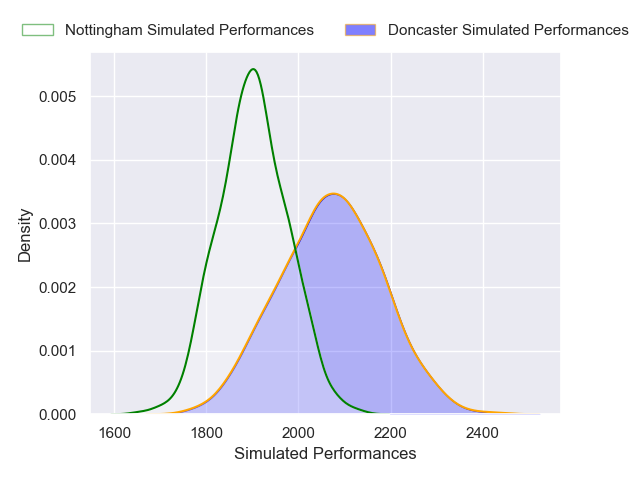 Nottingham Simulated Performances Doncaster Simulated Performances
0.005
0.004
0.003
0.002
0.001
0.000
Density
1600 1800 2000 2200 2400
Simulated Performances